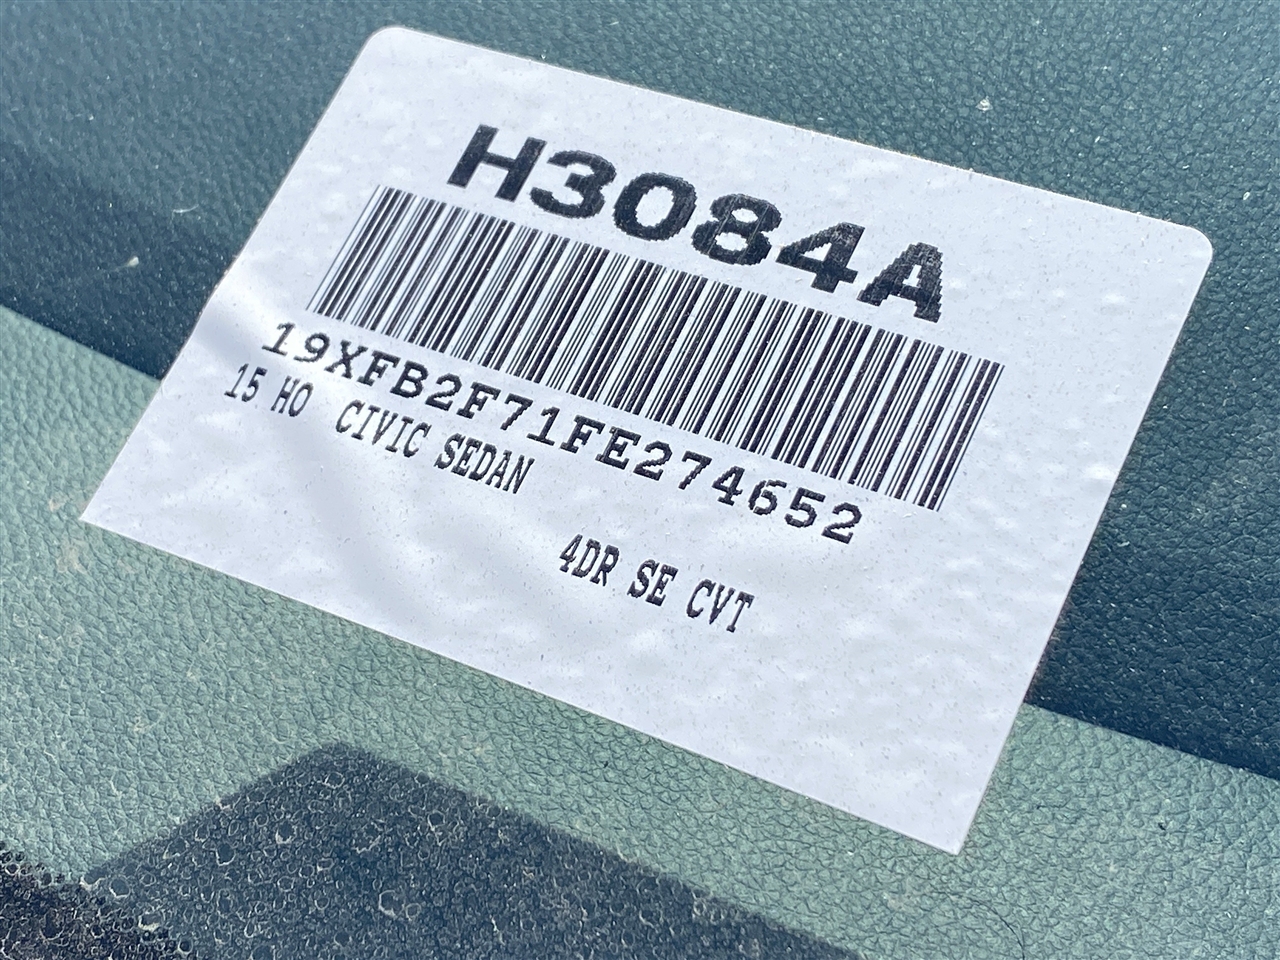 H3084A
19XFB2F71FE274652
15 HO CIVIC SEDAN
4DR SE CVT